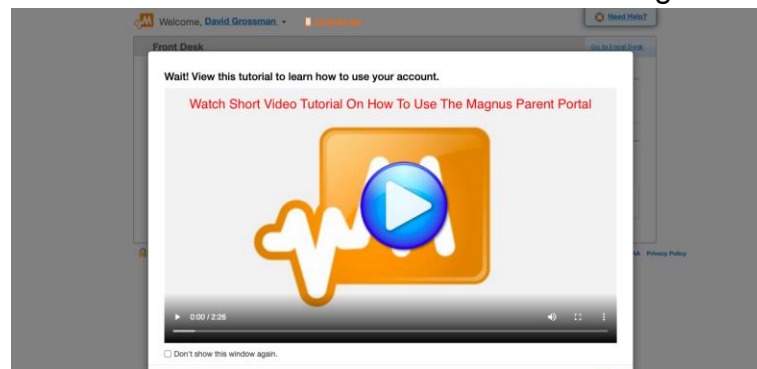 Welcome, David Grossman.
Need Help?
Front Desk
Go to Front Desk
Wait! View this tutorial to learn how to use your account.
Watch Short Video Tutorial On How To Use The Magnus Parent Portal
0:00 / 2:26
Don't show this window again.
Privacy Policy